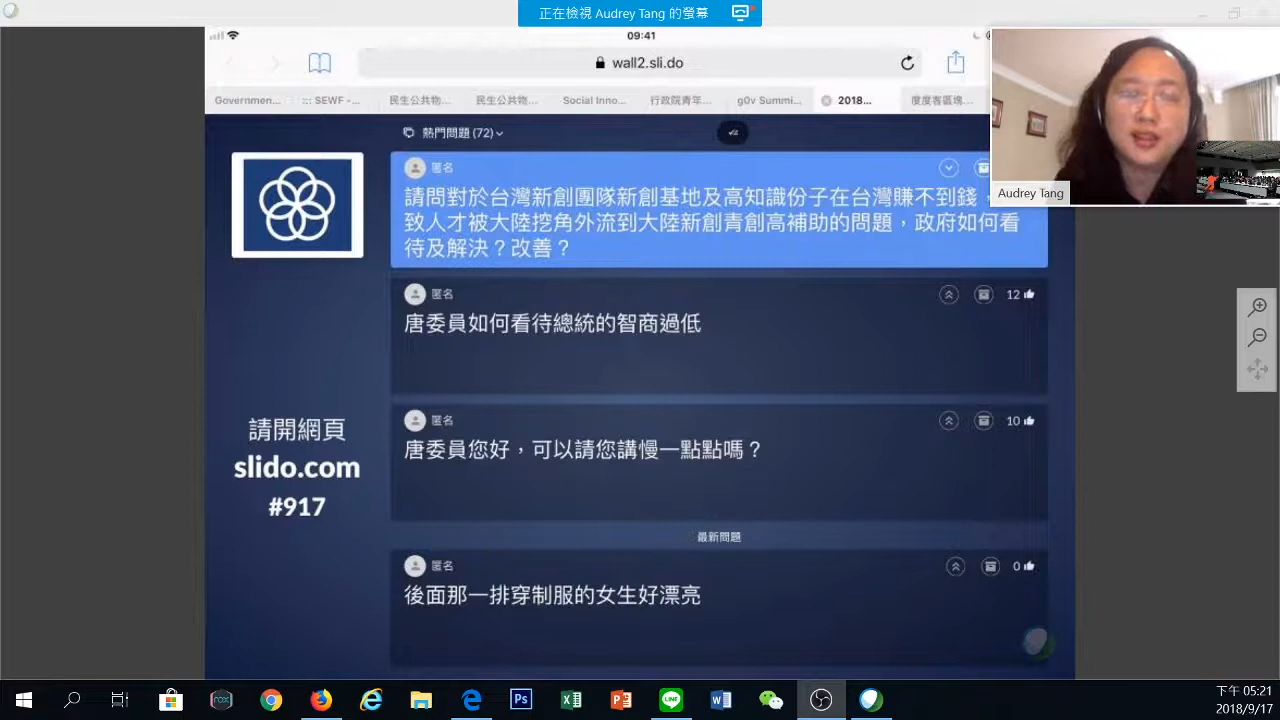 正在檢視 Audrey Tang 的螢幕
09:41
wall2.sli.do
Governmen...
::: SEWF -...
民生公共物...
民生公共物...
Social Inno...
行政院青年...
g0v Summi...
2018...
度度客區塊...
Audrey Tang
熱門問題 (72)
匿名
請問對於台灣新創團隊新創基地及高知識份子在台灣賺不到錢，
致人才被大陸挖角外流到大陸新創青創高補助的問題，政府如何看
待及解決？改善？
匿名
12
唐委員如何看待總統的智商過低
匿名
10
唐委員您好，可以請您講慢一點點嗎？
請開網頁
slido.com
#917
最新問題
匿名
0
後面那一排穿制服的女生好漂亮
Ps
LINE
下午 05:21
2018/9/17